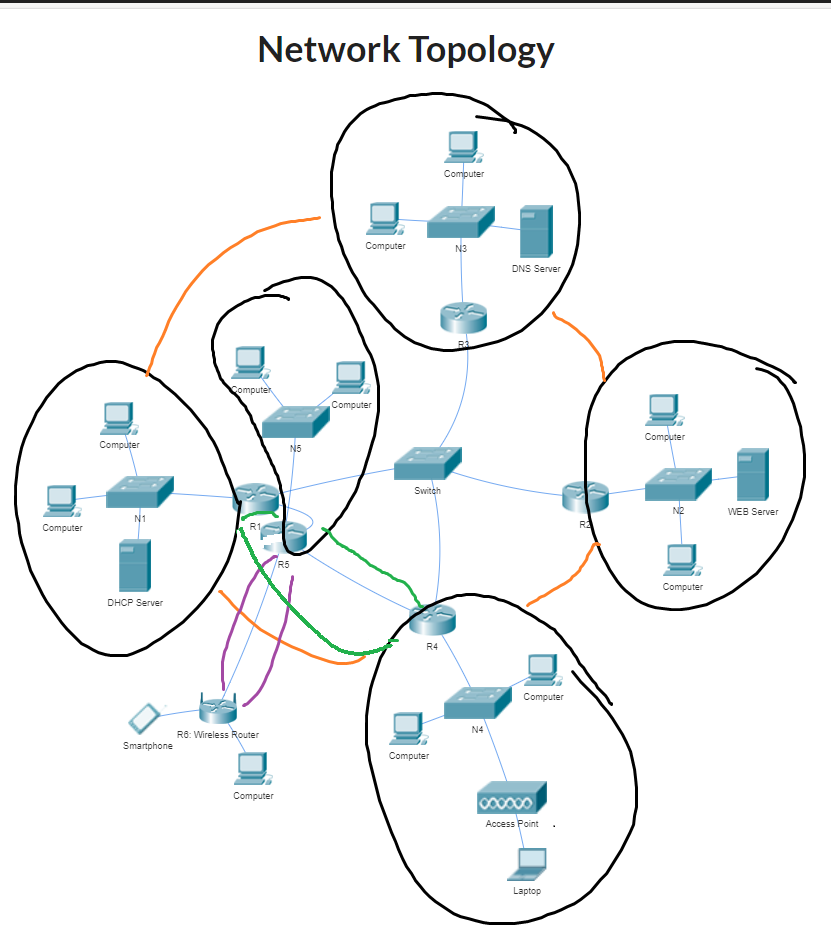 Network Topology
Computer
Computer
N3
DNS Server
R3
Computer
Computer
N5
Computer
Computer
N1
DHCP Server
R1
R5
Switch
Computer
R2
N2
WEB Server
Computer
R4
Computer
N4
Computer
Access Point
Laptop
Smartphone
R6: Wireless Router
Computer